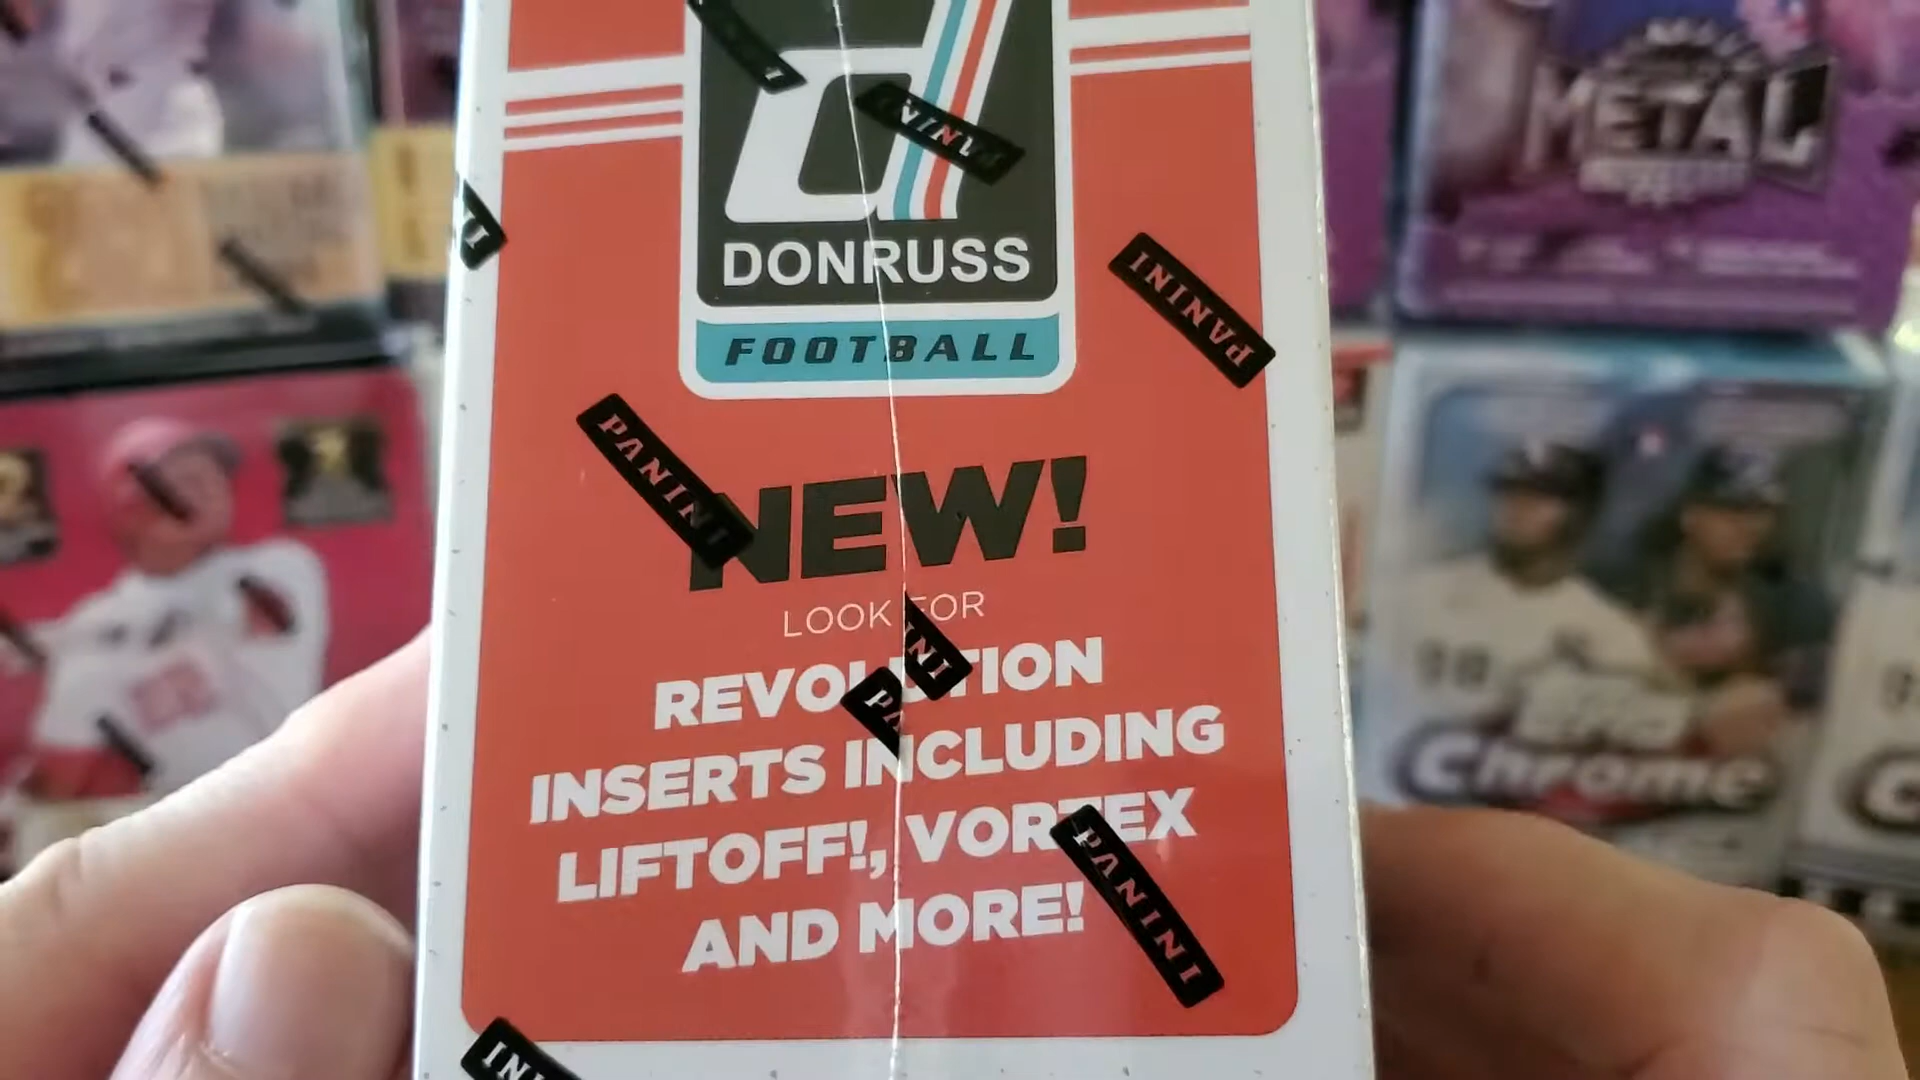 DONRUSS
FOOTBALL
PANINI
PANINI
NEW!
LOOK FOR
REVOLUTION
INSERTS INCLUDING
LIFTOFF!, VORTEX
AND MORE!
PANINI
PANINI
METAL
Chrome